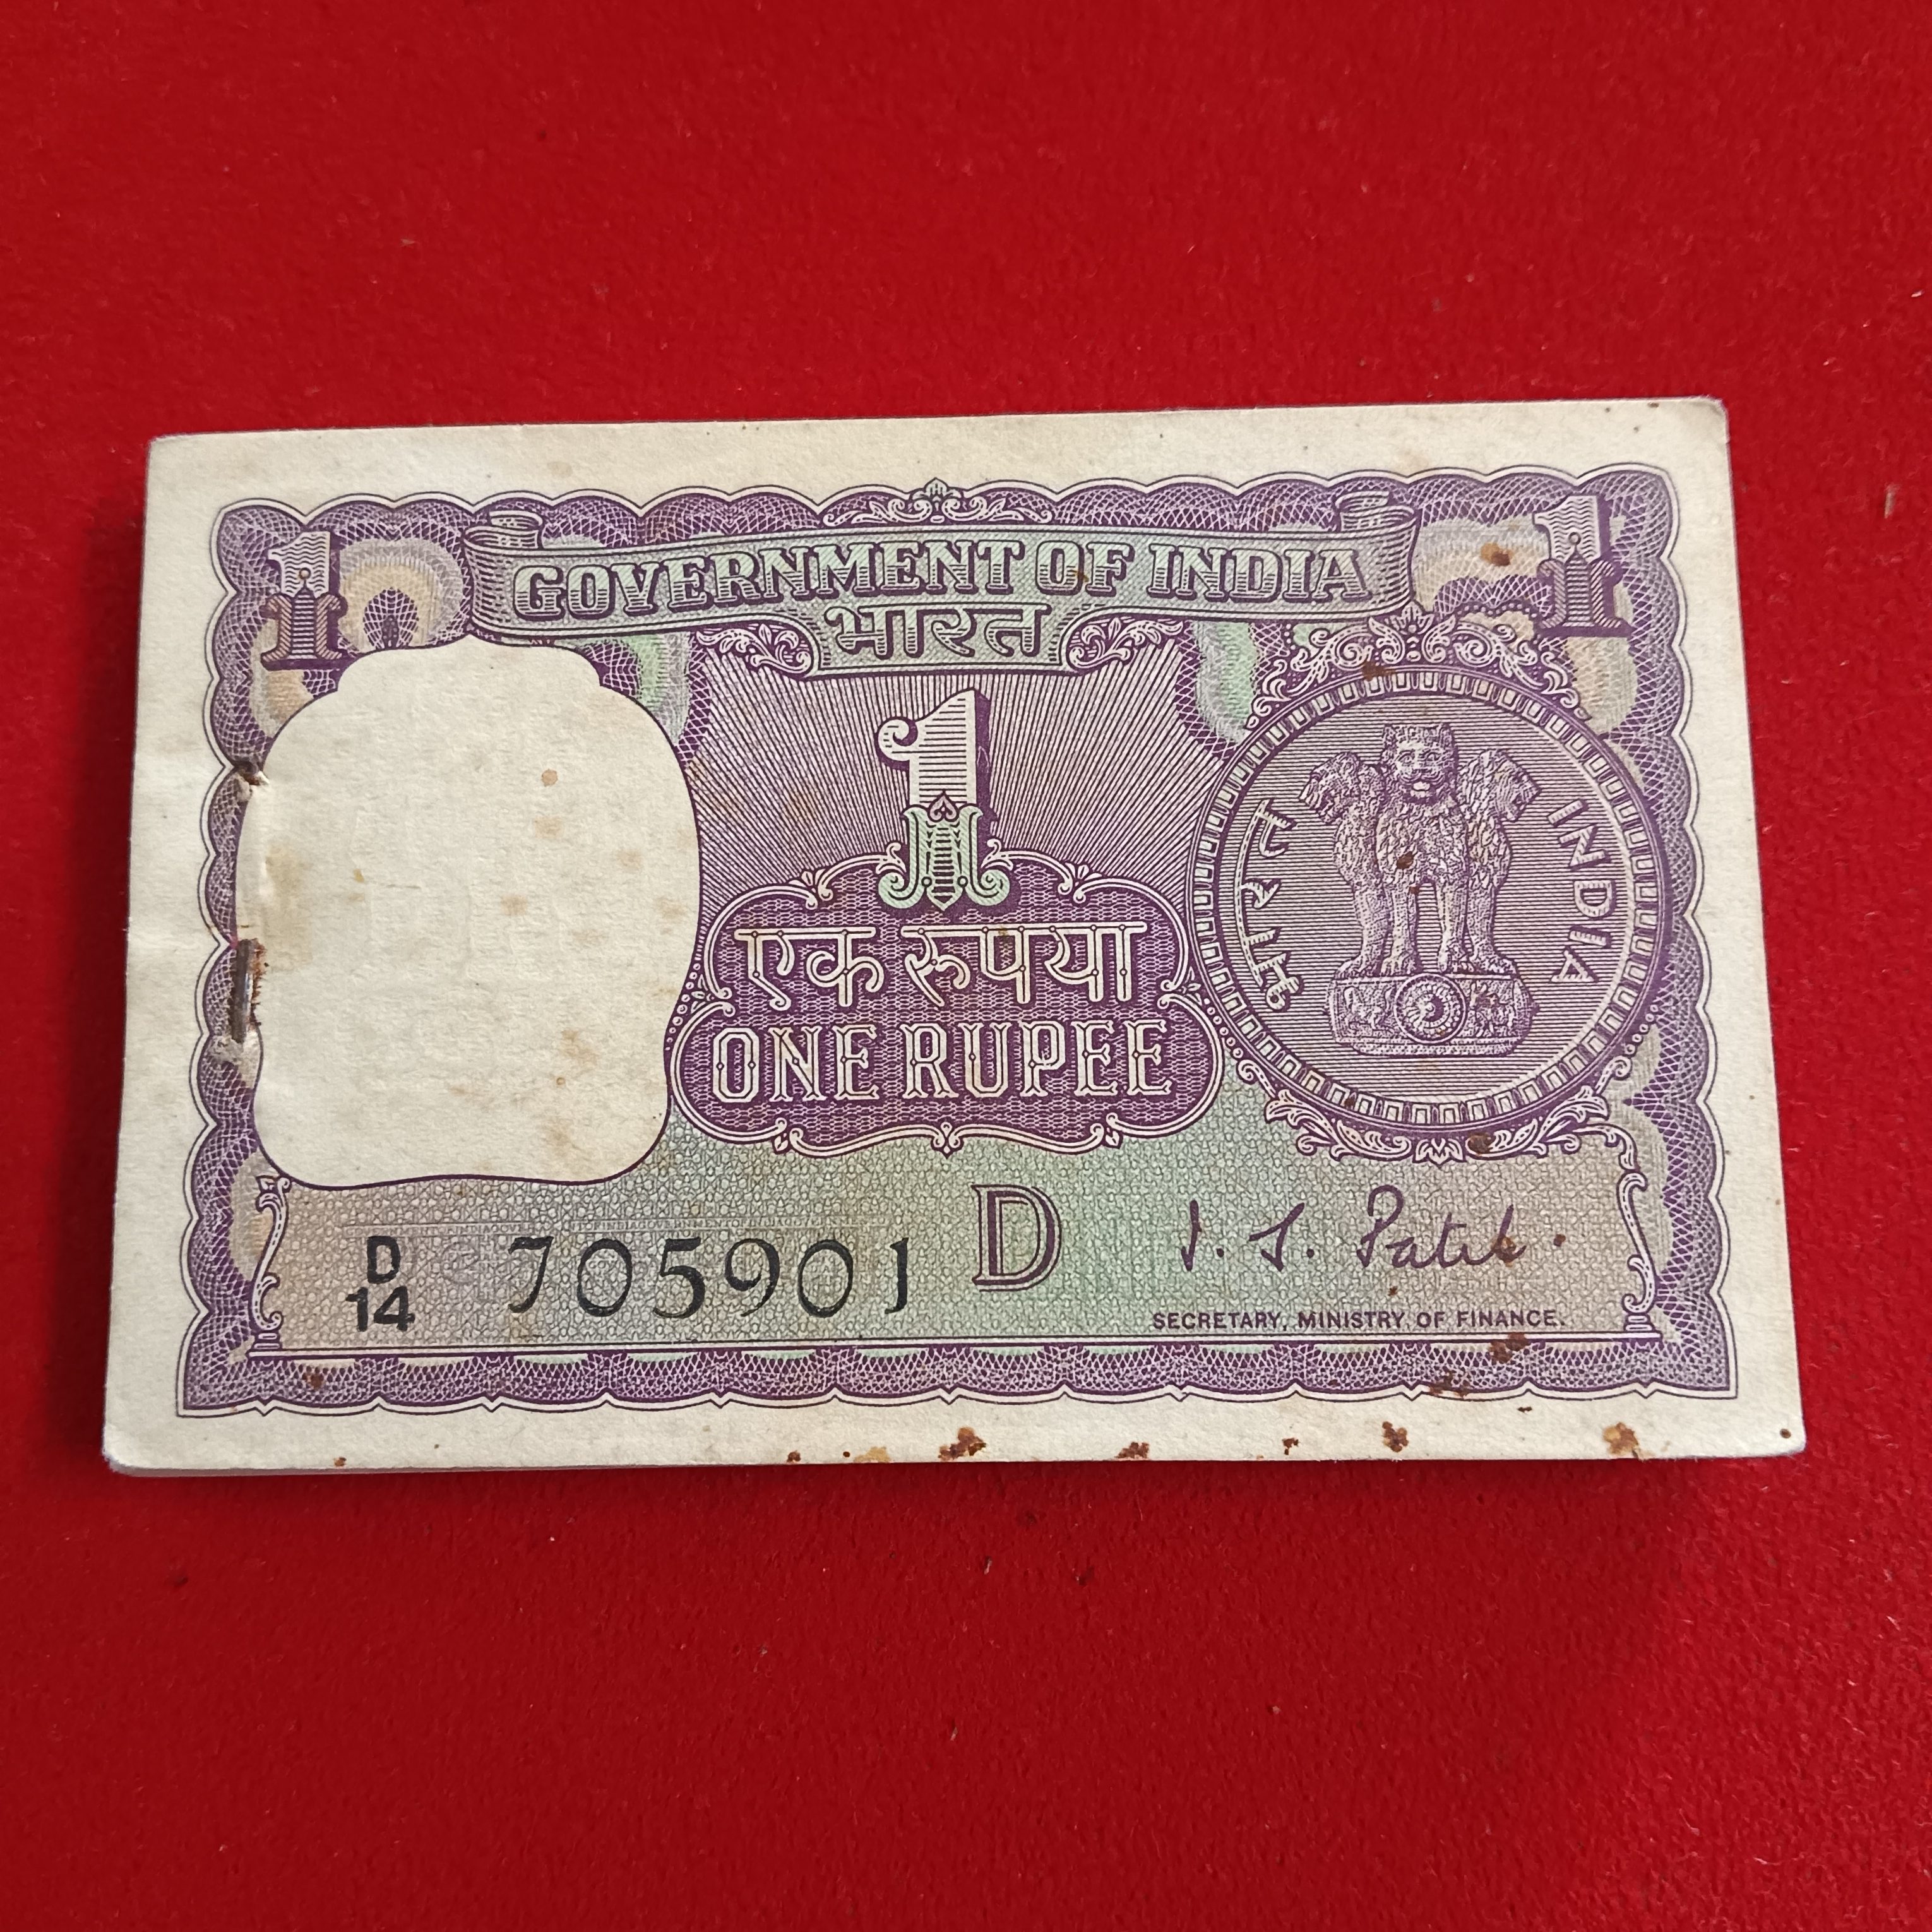 1 GOVERNMENT OF INDIA 1
भारत
1
एक रुपया
ONE RUPEE
भारत INDIA
D
14 705901 D I. G. Patel.
SECRETARY, MINISTRY OF FINANCE.